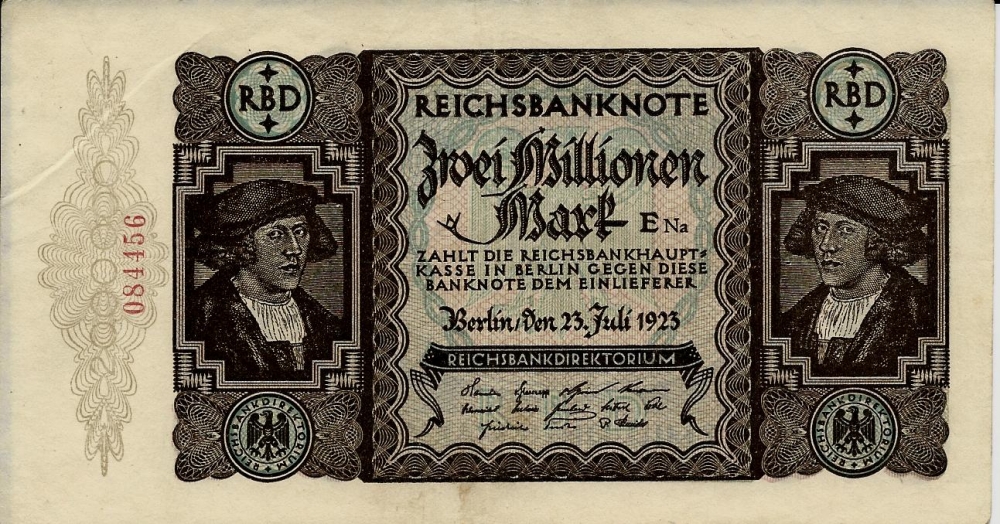 RBD
REICHSBANKNOTE
RBD
Zwei Millionen
Mark
E Na
ZAHLT DIE REICHSBANKHAUPT=
KASSE IN BERLIN GEGEN DIESE
BANKNOTE DEM EINLIEFERER
Berlin, den 23. Juli 1923
REICHSBANKDIREKTORIUM
084456
REICHSBANKDIREKTORIUM
REICHSBANKDIREKTORIUM